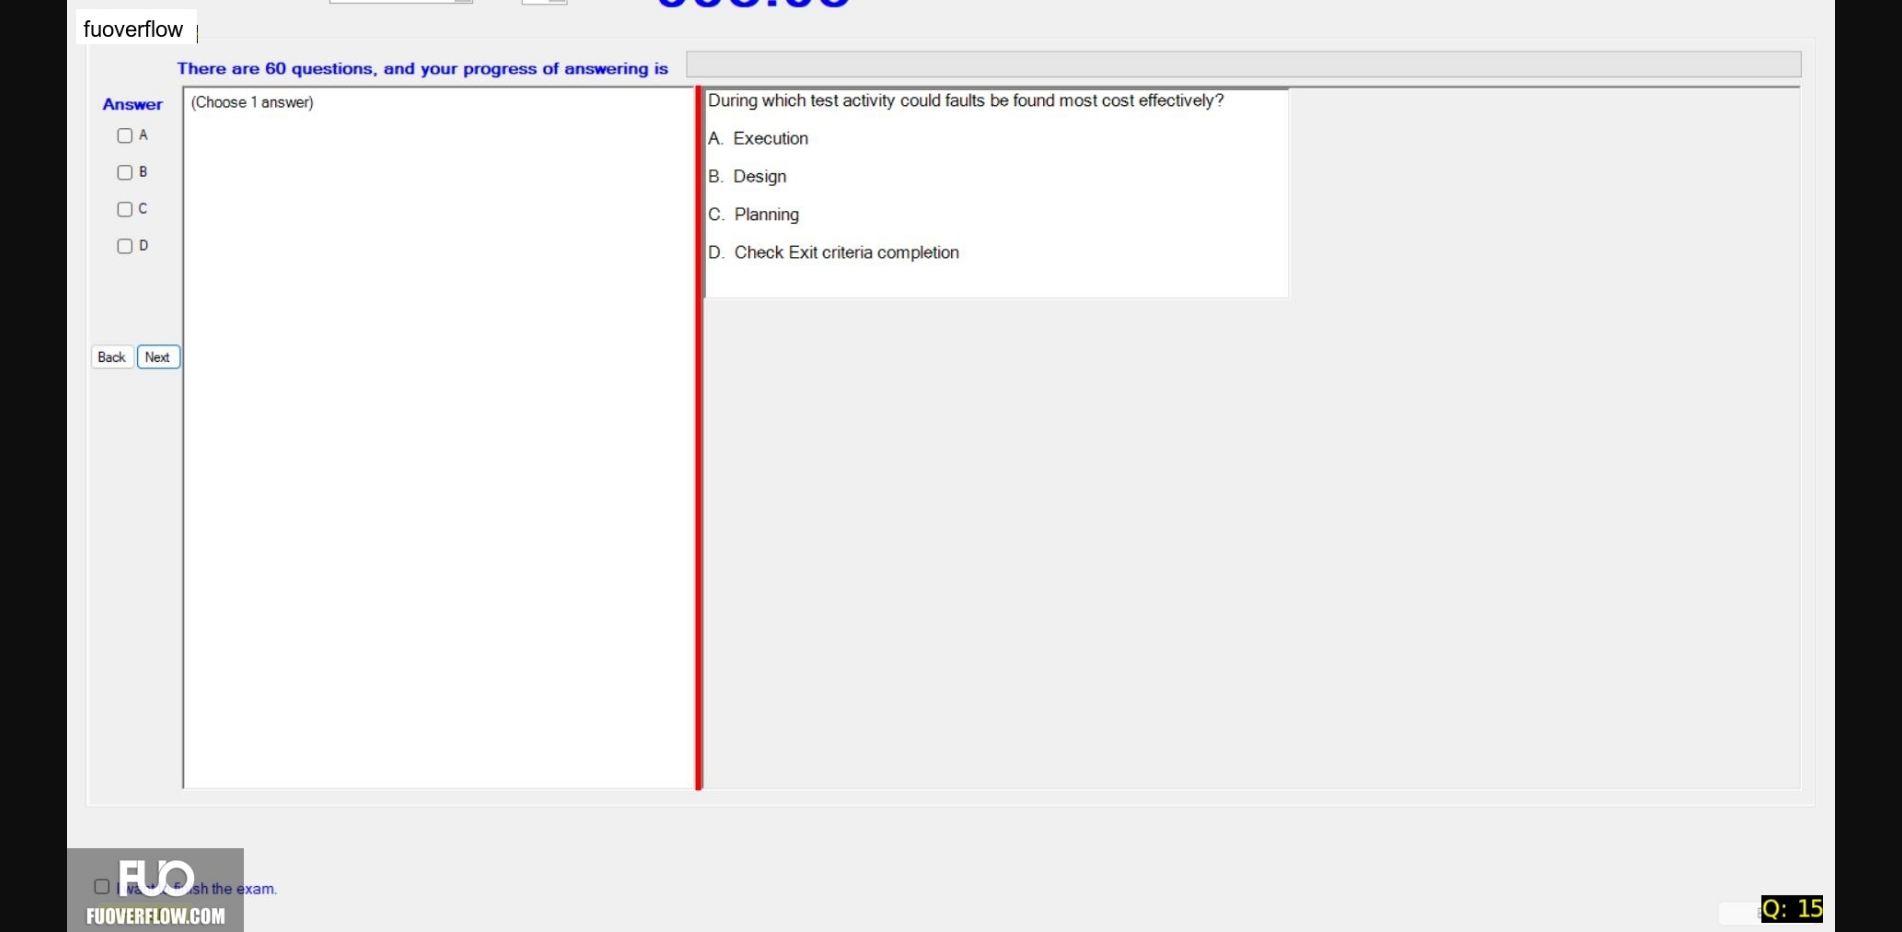 fuoverflow
There are 60 questions, and your progress of answering is
Answer
(Choose 1 answer)
A
B
C
D
Back Next
During which test activity could faults be found most cost effectively?
A. Execution
B. Design
C. Planning
D. Check Exit criteria completion
FUO
finish the exam.
FUOVERFLOW.COM
Q: 15